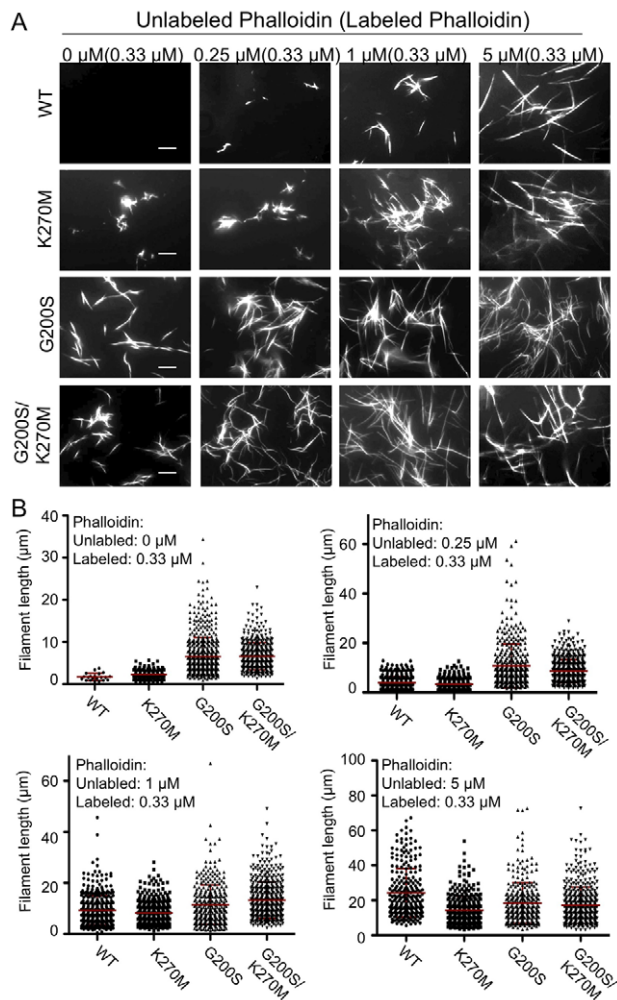 A
Unlabeled Phalloidin (Labeled Phalloidin)
0 µM(0.33 µM)
0.25 µM(0.33 µM)
1 µM(0.33 µM)
5 µM(0.33 µM)
WT
K270M
G200S
G200S/
K270M
B
Phalloidin:
Unlabled: 0 µM
Labeled: 0.33 µM
Filament length (µm)
40
30
20
10
0
WT
K270M
G200S
G200S/
K270M
Phalloidin:
Unlabled: 0.25 µM
Labeled: 0.33 µM
Filament length (µm)
60
40
20
0
WT
K270M
G200S
G200S/
K270M
Phalloidin:
Unlabled: 1 µM
Labeled: 0.33 µM
Filament length (µm)
60
40
20
0
WT
K270M
G200S
G200S/
K270M
Phalloidin:
Unlabled: 5 µM
Labeled: 0.33 µM
Filament length (µm)
100
80
60
40
20
0
WT
K270M
G200S
G200S/
K270M